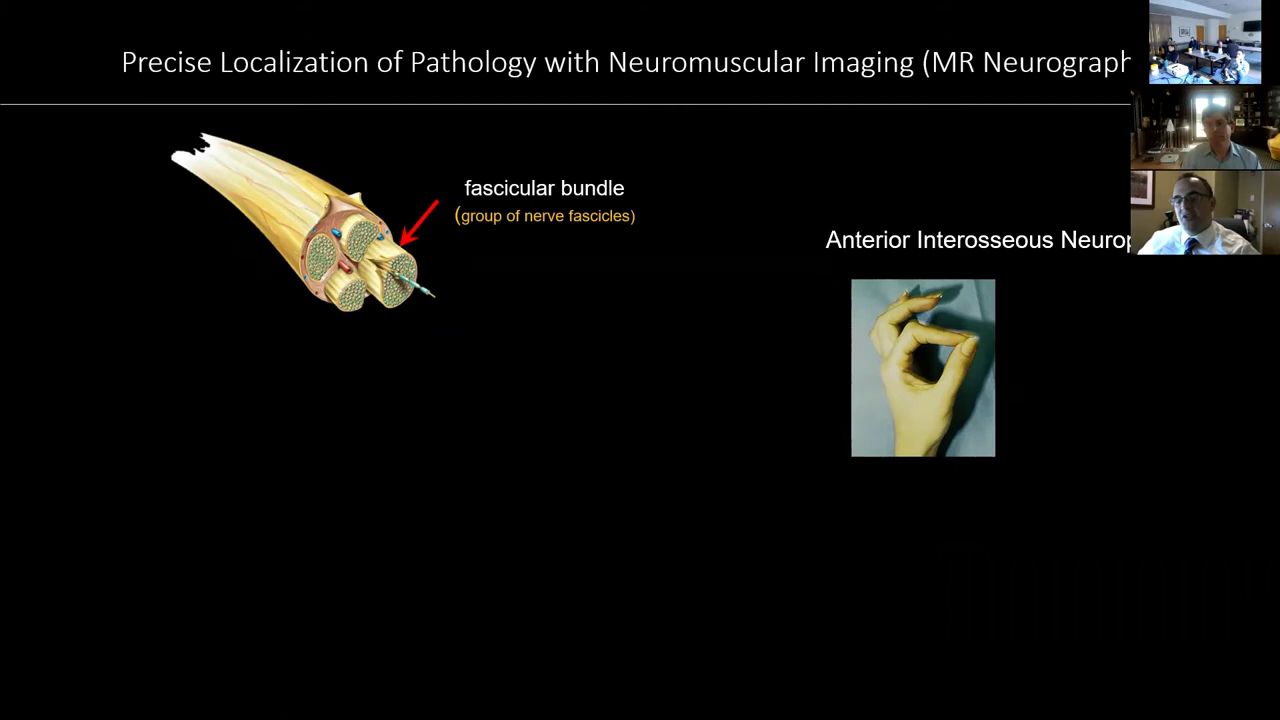 Precise Localization of Pathology with Neuromuscular Imaging (MR Neurograph
fascicular bundle
(group of nerve fascicles)
Anterior Interosseous Neurop